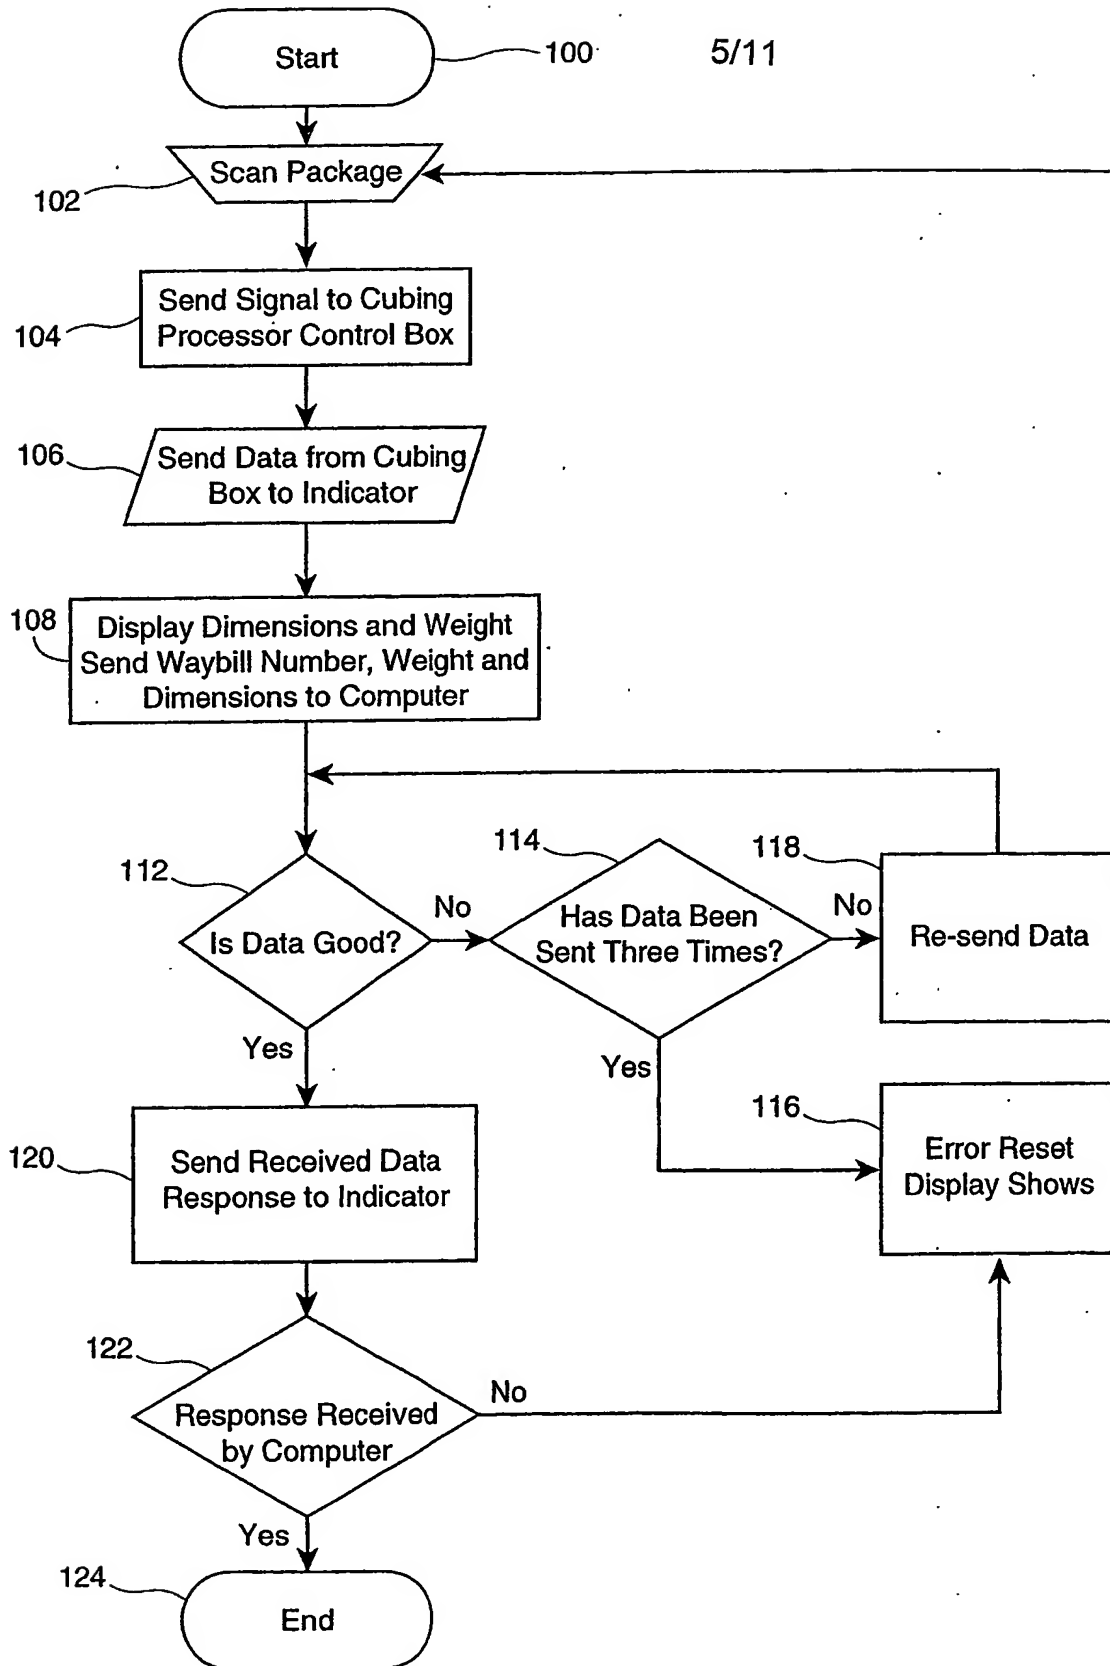 5/11
Start
100
Scan Package
102
Send Signal to Cubing
Processor Control Box
104
106
Send Data from Cubing
Box to Indicator
108
Display Dimensions and Weight
Send Waybill Number, Weight and
Dimensions to Computer
112
Is Data Good?
No
114
Has Data Been
Sent Three Times?
No
118
Re-send Data
Yes
Yes
116
Error Reset
Display Shows
120
Send Received Data
Response to Indicator
122
Response Received
by Computer
No
Yes
124
End